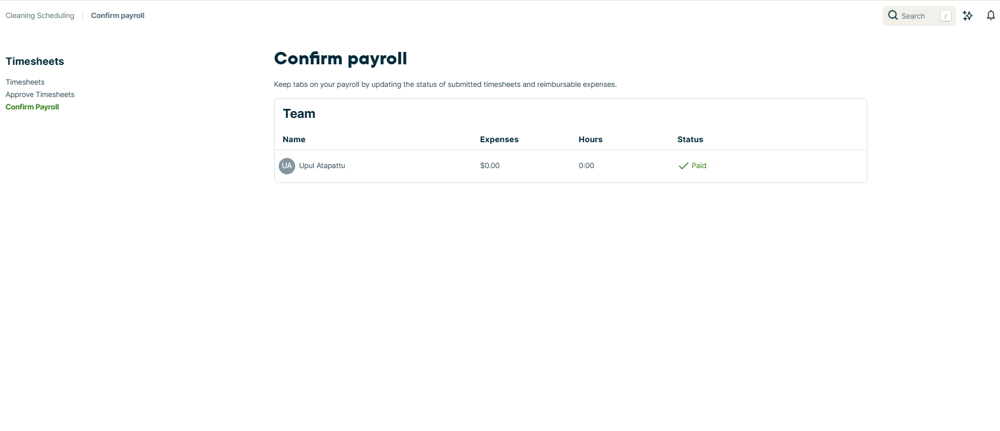 Cleaning Scheduling
Confirm payroll
Search /
Timesheets
Timesheets
Approve Timesheets
Confirm Payroll
Confirm payroll
Keep tabs on your payroll by updating the status of submitted timesheets and reimbursable expenses.
Team
Name Expenses Hours Status
UA Upul Atapattu $0.00 0:00 Paid